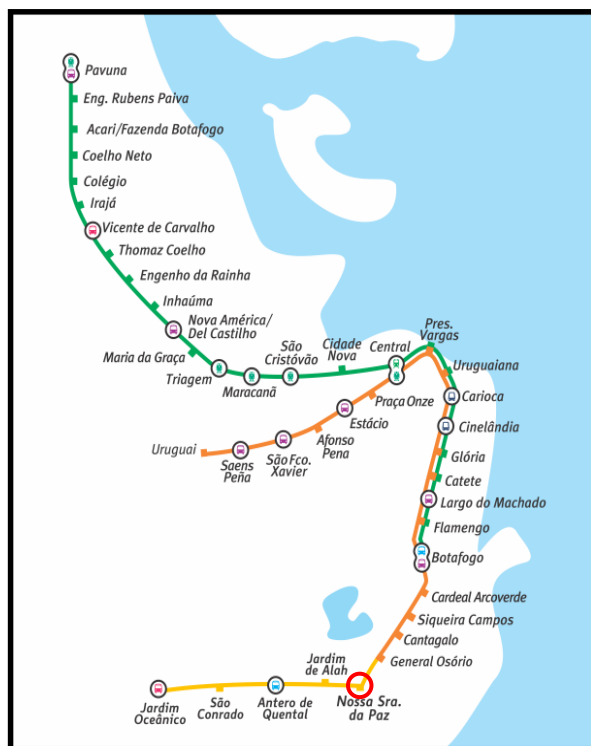 Pavuna
Eng. Rubens Paiva
Acari/Fazenda Botafogo
Coelho Neto
Colégio
Irajá
Vicente de Carvalho
Thomaz Coelho
Engenho da Rainha
Inhaúma
Nova América/
Del Castilho
Maria da Graça
Triagem
Maracanã
São
Cristóvão
Cidade
Nova
Central
Pres.
Vargas
Uruguaiana
Carioca
Cinelândia
Glória
Catete
Largo do Machado
Flamengo
Botafogo
Praça Onze
Estácio
Afonso
Pena
São Fco.
Xavier
Saens
Peña
Uruguai
Cardeal Arcoverde
Siqueira Campos
Cantagalo
General Osório
Nossa Sra.
da Paz
Jardim
de Alah
Antero de
Quental
São
Conrado
Jardim
Oceânico